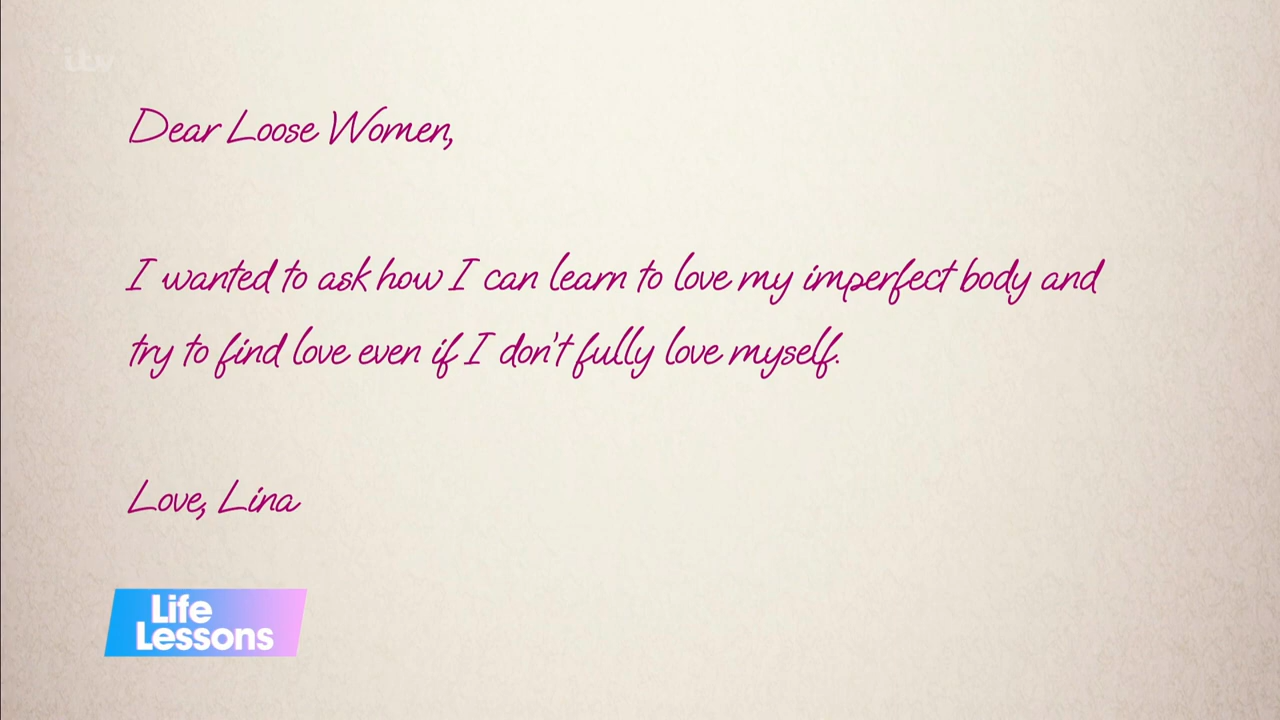 itv
Dear Loose Women,
I wanted to ask how I can learn to love my imperfect body and
try to find love even if I don't fully love myself.
Love, Lina
Life
Lessons